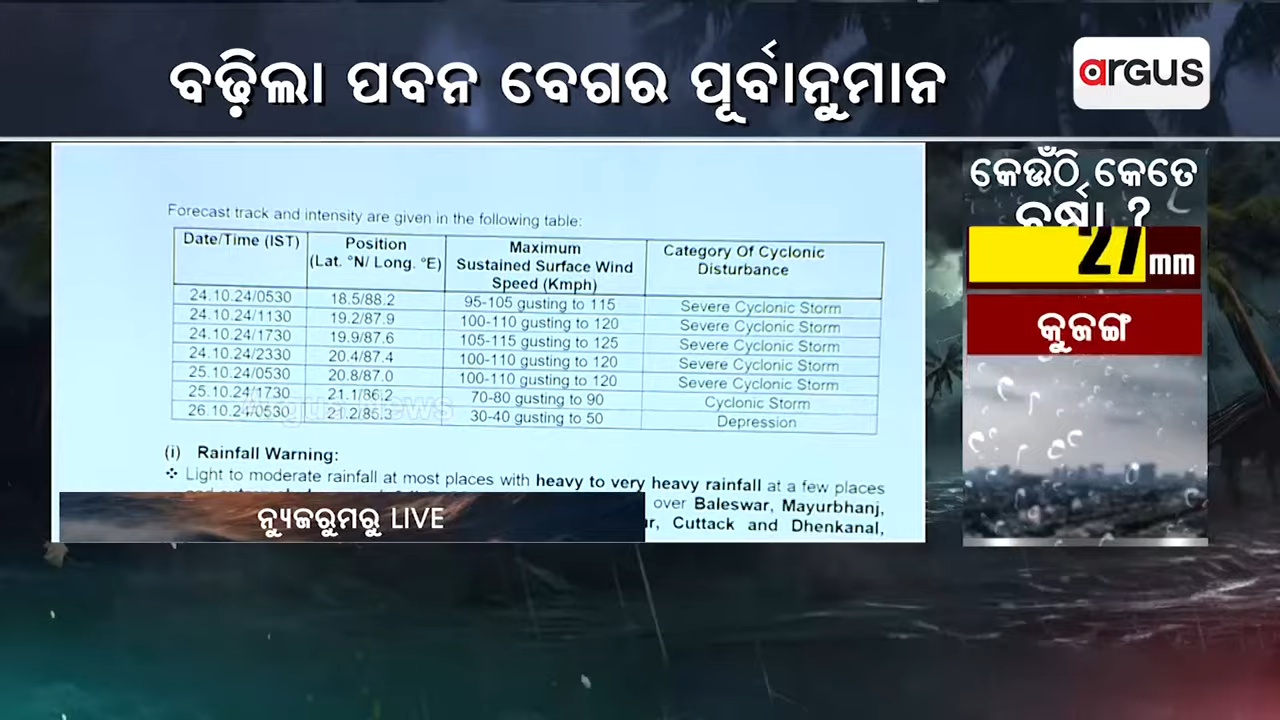 ବଢ଼ିଲା ପବନ ବେଗର ପୂର୍ବାନୁମାନ
argus
Forecast track and intensity are given in the following table:
Date/Time (IST) Position (Lat. °N/ Long. °E) Maximum Sustained Surface Wind Speed (Kmph) Category Of Cyclonic Disturbance
24.10.24/0530 18.5/88.2 95-105 gusting to 115 Severe Cyclonic Storm
24.10.24/1130 19.2/87.9 100-110 gusting to 120 Severe Cyclonic Storm
24.10.24/1730 19.9/87.6 105-115 gusting to 125 Severe Cyclonic Storm
24.10.24/2330 20.4/87.4 100-110 gusting to 120 Severe Cyclonic Storm
25.10.24/0530 20.8/87.0 100-110 gusting to 120 Severe Cyclonic Storm
25.10.24/1730 21.1/86.2 70-80 gusting to 90 Cyclonic Storm
26.10.24/0530 21.2/85.3 30-40 gusting to 50 Depression
(i) Rainfall Warning:
❖ Light to moderate rainfall at most places with heavy to very heavy rainfall at a few places
over Baleswar, Mayurbhanj,
Cuttack and Dhenkanal,
ନ୍ୟୁଜରୁମରୁ LIVE
କେଉଁଠି କେତେ
ବର୍ଷା ?
27 mm
କୁଜଙ୍ଗ